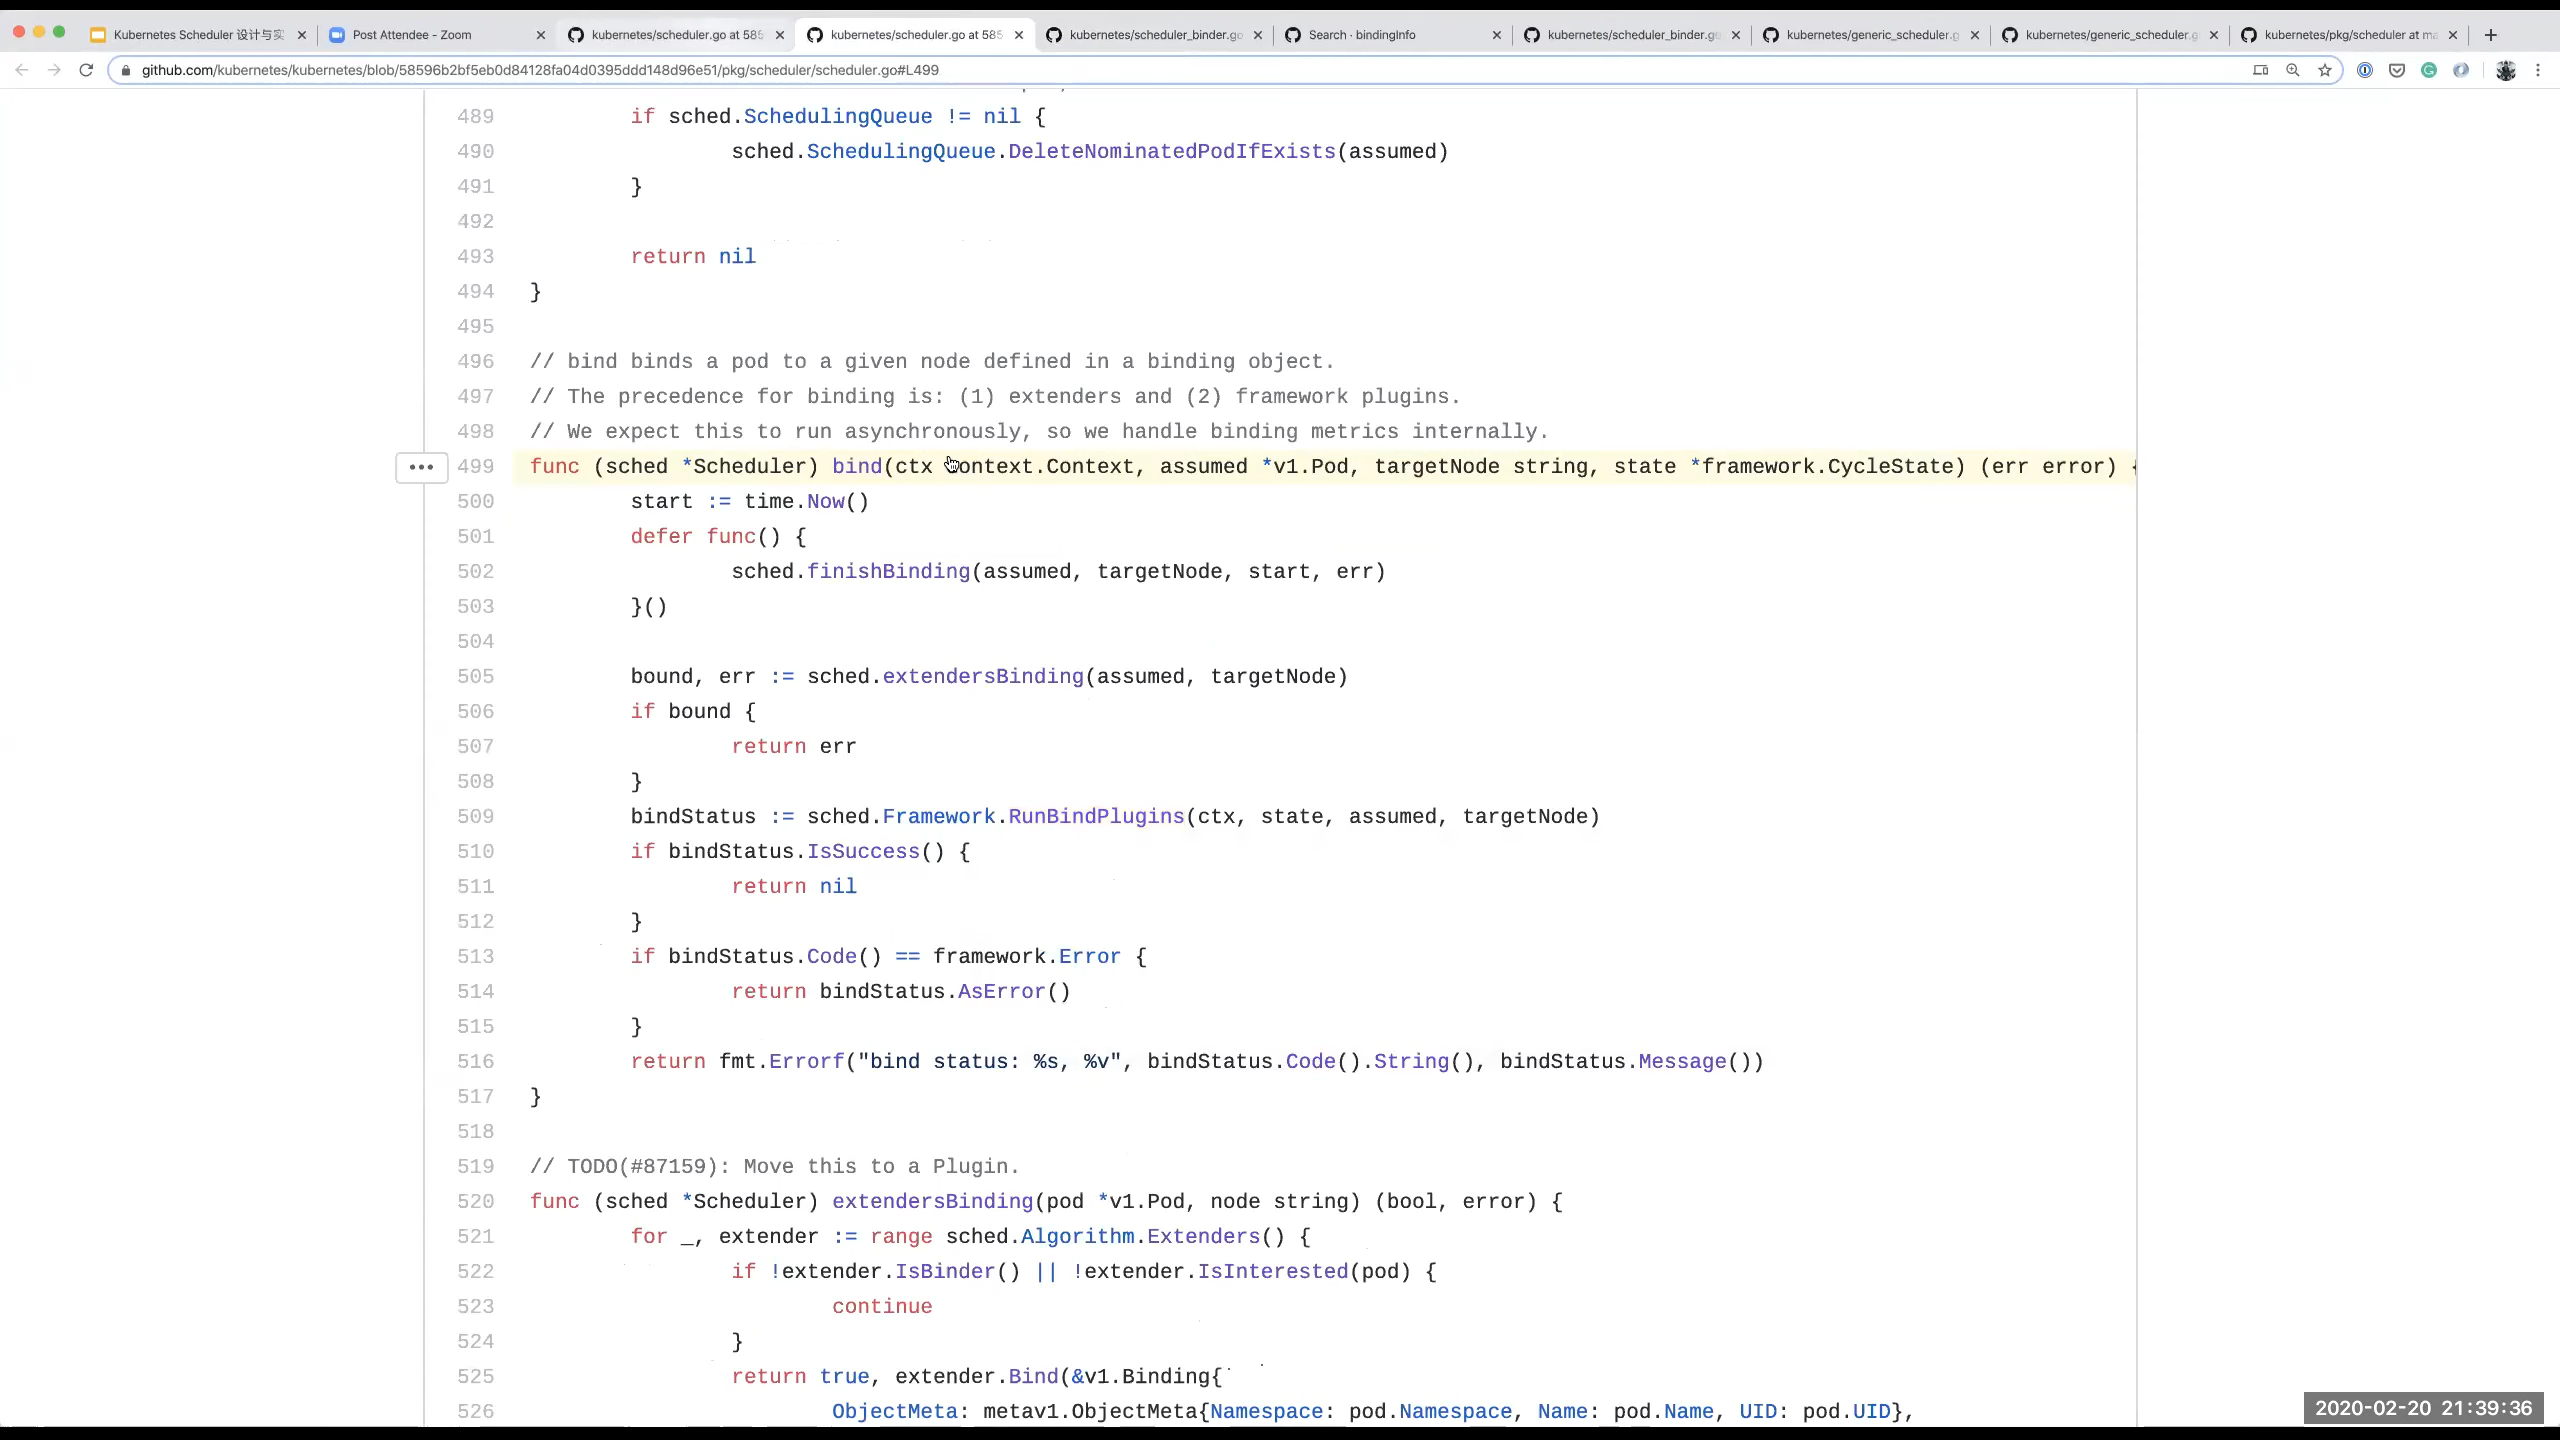 Kubernetes Scheduler 设计与实
Post Attendee - Zoom
kubernetes/scheduler.go at 585
kubernetes/scheduler.go at 585
kubernetes/scheduler_binder.go
Search · bindingInfo
kubernetes/scheduler_binder.go
kubernetes/generic_scheduler.g
kubernetes/generic_scheduler.g
kubernetes/pkg/scheduler at ma
github.com/kubernetes/kubernetes/blob/58596b2bf5eb0d84128fa04d0395ddd148d96e51/pkg/scheduler/scheduler.go#L499
489 if sched.SchedulingQueue != nil {
490 sched.SchedulingQueue.DeleteNominatedPodIfExists(assumed)
491 }
492
493 return nil
494 }
495
496 // bind binds a pod to a given node defined in a binding object.
497 // The precedence for binding is: (1) extenders and (2) framework plugins.
498 // We expect this to run asynchronously, so we handle binding metrics internally.
499 func (sched *Scheduler) bind(ctx context.Context, assumed *v1.Pod, targetNode string, state *framework.CycleState) (err error) {
500 start := time.Now()
501 defer func() {
502 sched.finishBinding(assumed, targetNode, start, err)
503 }()
504
505 bound, err := sched.extendersBinding(assumed, targetNode)
506 if bound {
507 return err
508 }
509 bindStatus := sched.Framework.RunBindPlugins(ctx, state, assumed, targetNode)
510 if bindStatus.IsSuccess() {
511 return nil
512 }
513 if bindStatus.Code() == framework.Error {
514 return bindStatus.AsError()
515 }
516 return fmt.Errorf("bind status: %s, %v", bindStatus.Code().String(), bindStatus.Message())
517 }
518
519 // TODO(#87159): Move this to a Plugin.
520 func (sched *Scheduler) extendersBinding(pod *v1.Pod, node string) (bool, error) {
521 for _, extender := range sched.Algorithm.Extenders() {
522 if !extender.IsBinder() || !extender.IsInterested(pod) {
523 continue
524 }
525 return true, extender.Bind(&v1.Binding{
526 ObjectMeta: metav1.ObjectMeta{Namespace: pod.Namespace, Name: pod.Name, UID: pod.UID},
2020-02-20 21:39:36